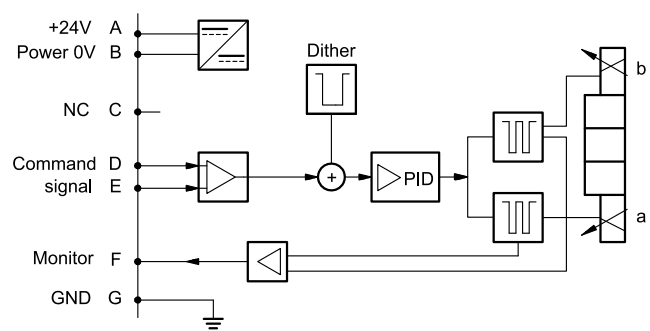 +24V A
Power 0V B
Dither
b
NC C
Command D
signal E
+
PID
a
Monitor F
GND G